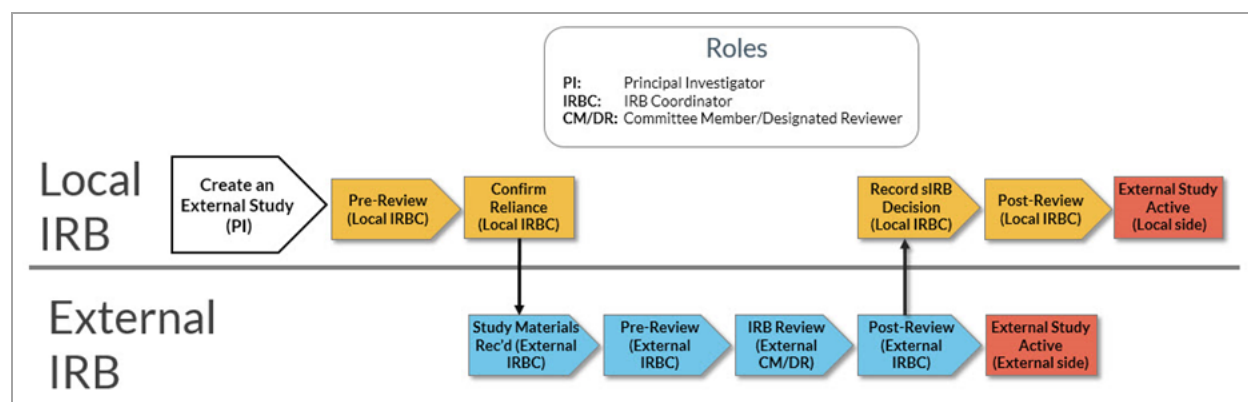 Roles
PI: Principal Investigator
IRBC: IRB Coordinator
CM/DR: Committee Member/Designated Reviewer
Local
IRB
Create an
External Study
(PI)
Pre-Review
(Local IRBC)
Confirm
Reliance
(Local IRBC)
Record sIRB
Decision
(Local IRBC)
Post-Review
(Local IRBC)
External Study
Active
(Local side)
External
IRB
Study Materials
Rec'd (External
IRBC)
Pre-Review
(External
IRBC)
IRB Review
(External
CM/DR)
Post-Review
(External
IRBC)
External Study
Active
(External side)